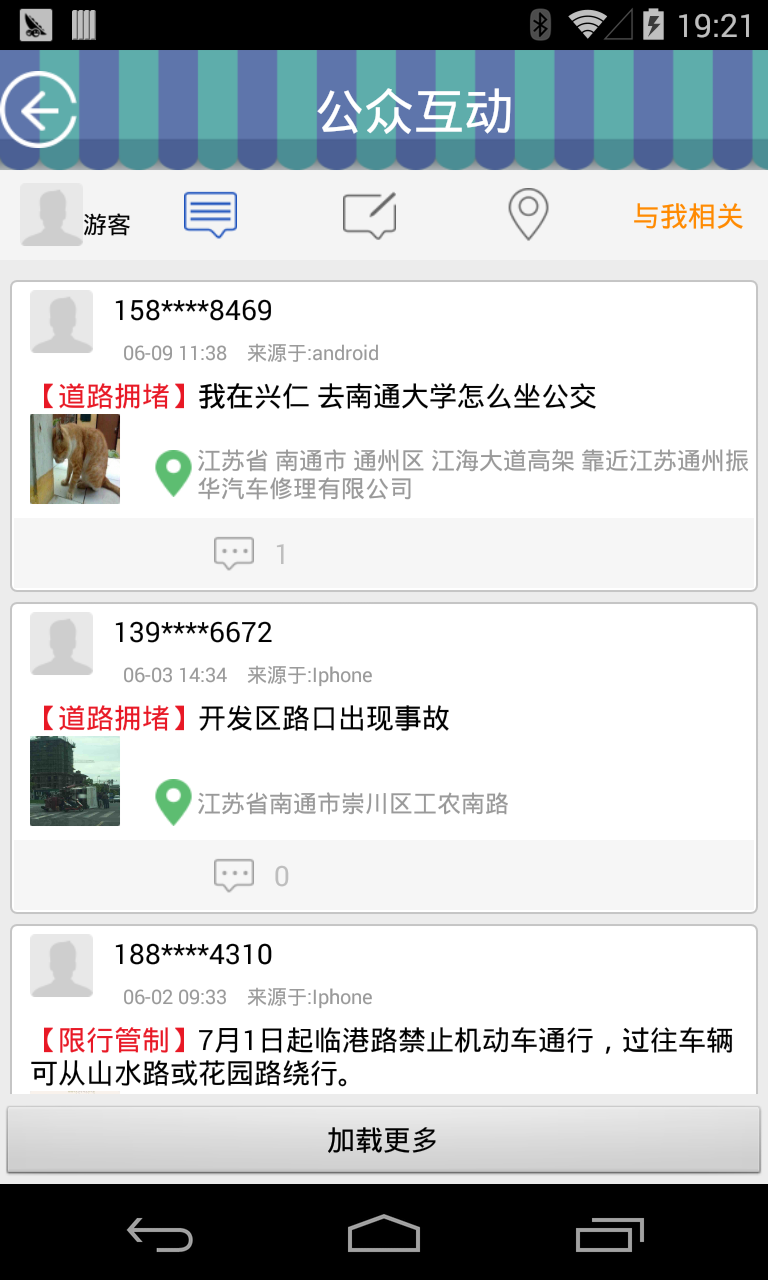 19:21
公众互动
游客
与我相关
158****8469
06-09 11:38 来源于:android
【道路拥堵】我在兴仁 去南通大学怎么坐公交
江苏省 南通市 通州区 江海大道高架 靠近江苏通州振
华汽车修理有限公司
1
139****6672
06-03 14:34 来源于:Iphone
【道路拥堵】开发区路口出现事故
江苏省南通市崇川区工农南路
0
188****4310
06-02 09:33 来源于:Iphone
【限行管制】7月1日起临港路禁止机动车通行，过往车辆
可从山水路或花园路绕行。
加载更多